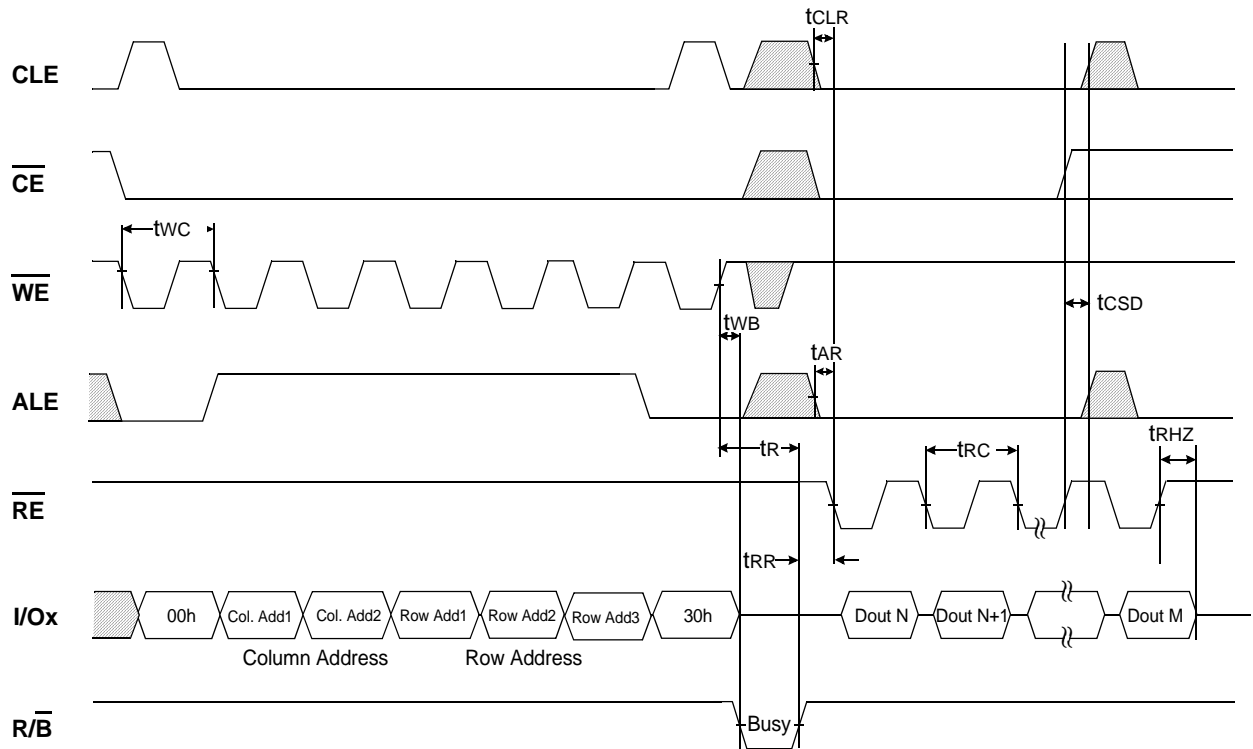 tCLR
CLE
CE
tWC
WE
tCSD
tWB
tAR
ALE
tR
tRC
tRHZ
RE
tRR
I/Ox
00h
Col. Add1
Col. Add2
Row Add1
Row Add2
Row Add3
30h
Dout N
Dout N+1
Dout M
Column Address
Row Address
R/B
Busy